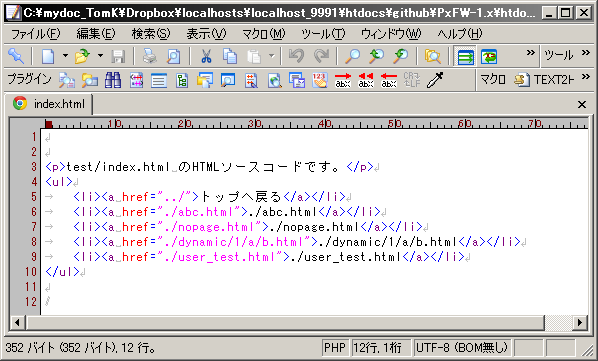 C:¥mydoc_TomK¥Dropbox¥localhosts¥localhost_9991¥htdocs¥github¥PxFW-1.x¥htdo...
ファイル(F) 編集(E) 検索(S) 表示(V) マクロ(M) ツール(T) ウィンドウ(W) ヘルプ(H)
» ツール »
プラグイン » マクロ TEXT2H »
index.html
10 20 30 40 50 60 70
1
2
3 <p>test/index.html のHTMLソースコードです。</p>
4 <ul>
5 <li><a href="../">トップへ戻る</a></li>
6 <li><a href="./abc.html">./abc.html</a></li>
7 <li><a href="./nopage.html">./nopage.html</a></li>
8 <li><a href="./dynamic/1/a/b.html">./dynamic/1/a/b.html</a></li>
9 <li><a href="./user_test.html">./user_test.html</a></li>
10 </ul>
11
12
352 バイト (352 バイト), 12 行。 PHP 12行, 1桁 UTF-8 (BOM無し)